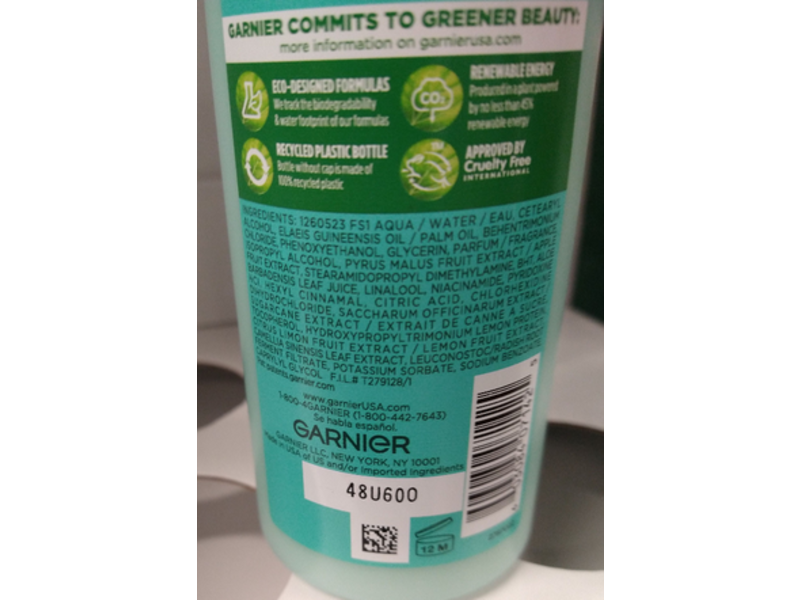 GARNIER COMMITS TO GREENER BEAUTY:
more information on garnierusa.com
ECO-DESIGNED FORMULAS
We track the biodegradability
& water footprint of our formulas
RENEWABLE ENERGY
Produced in a plant powered
by no less than 45%
renewable energy
CO2
RECYCLED PLASTIC BOTTLE
Bottle without cap is made of
100% recycled plastic
APPROVED BY
Cruelty Free
INTERNATIONAL
INGREDIENTS: 1260523 FS1 AQUA / WATER / EAU, CETEARYL
ALCOHOL, ELAEIS GUINEENSIS OIL / PALM OIL, BEHENTRIMONIUM
CHLORIDE, PHENOXYETHANOL, GLYCERIN, PARFUM / FRAGRANCE,
ISOPROPYL ALCOHOL, PYRUS MALUS FRUIT EXTRACT / APPLE
FRUIT EXTRACT, STEARAMIDOPROPYL DIMETHYLAMINE, BHT, ALOE
BARBADENSIS LEAF JUICE, LINALOOL, NIACINAMIDE, PYRIDOXINE
HCI, HEXYL CINNAMAL, CITRIC ACID, CHLORHEXIDINE
DIHYDROCHLORIDE, SACCHARUM OFFICINARUM EXTRACT /
SUGARCANE EXTRACT / EXTRAIT DE CANNE A SUCRE,
TOCOPHEROL, HYDROXYPROPYLTRIMONIUM LEMON PROTEIN,
CITRUS LIMON FRUIT EXTRACT / LEMON FRUIT EXTRACT,
CAMELLIA SINENSIS LEAF EXTRACT, LEUCONOSTOC/RADISH ROOT
FERMENT FILTRATE, POTASSIUM SORBATE, SODIUM BENZOATE,
CAPRYLYL GLYCOL F.I.L.# T279128/1
Pat. patents.garnier.com
www.garnierUSA.com
1-800-4GARNIER (1-800-442-7643)
Se habla español.
GARNIER
GARNIER LLC, NEW YORK, NY 10001
Made in USA of US and/or Imported Ingredients.
48U600
12 M